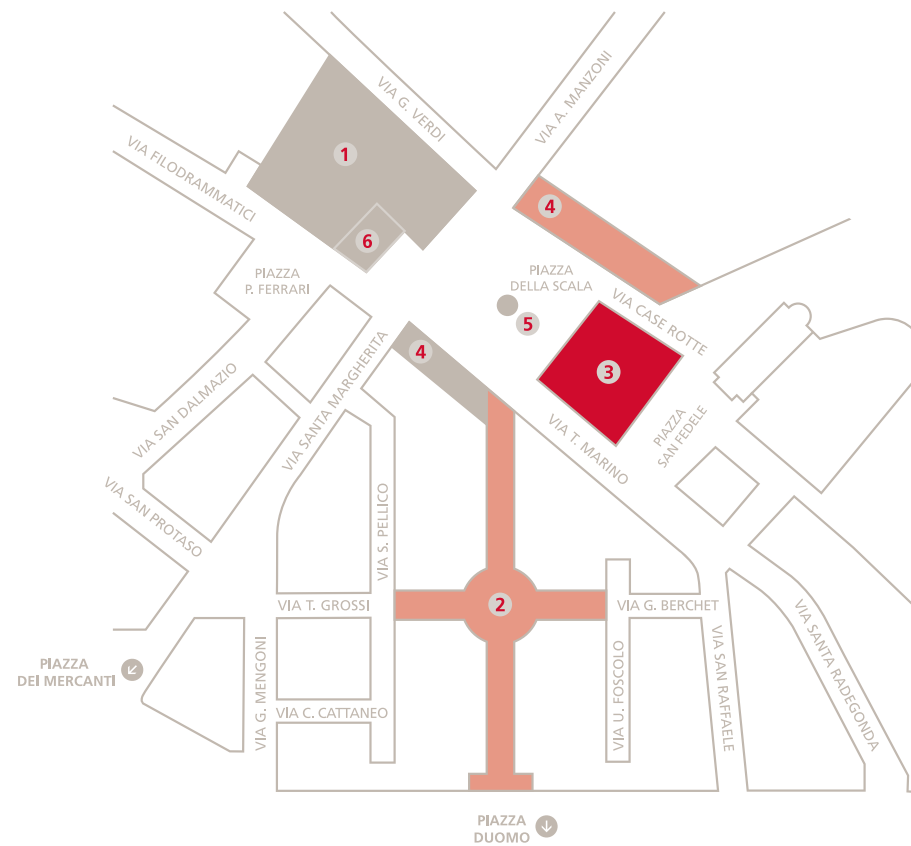 VIA G. VERDI
VIA A. MANZONI
VIA FILODRAMMATICI
1
4
6
PIAZZA
P. FERRARI
PIAZZA
DELLA SCALA
5
VIA CASE ROTTE
4
3
VIA SAN DALMAZIO
VIA SANTA MARGHERITA
VIA T. MARINO
PIAZZA
SAN FEDELE
VIA SAN PROTASO
VIA S. PELLICO
VIA T. GROSSI
2
VIA G. BERCHET
VIA SANTA RADEGONDA
PIAZZA
DEI MERCANTI
VIA G. MENGONI
VIA C. CATTANEO
VIA U. FOSCOLO
VIA SAN RAFFAELE
PIAZZA
DUOMO